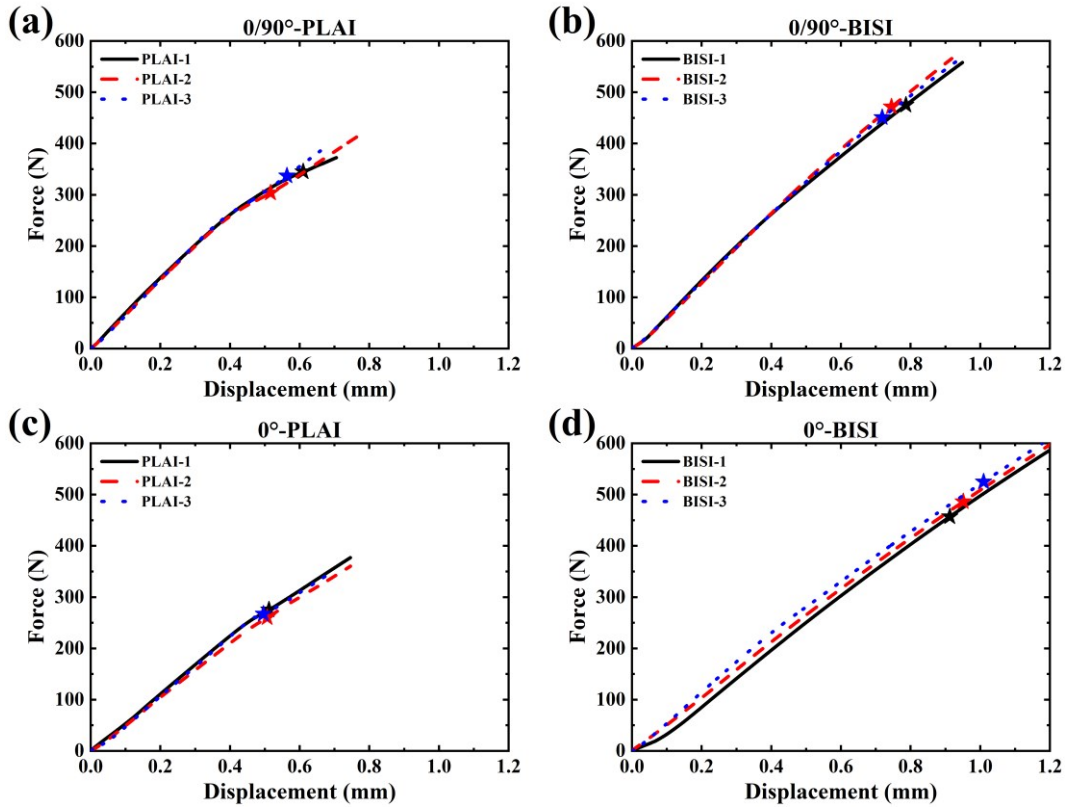 (a)
0/90°-PLAI
600
500
400
300
200
100
0
Force (N)
PLAI-1
PLAI-2
PLAI-3
0.0 0.2 0.4 0.6 0.8 1.0 1.2
Displacement (mm)
(b)
0/90°-BISI
600
500
400
300
200
100
0
Force (N)
BISI-1
BISI-2
BISI-3
0.0 0.2 0.4 0.6 0.8 1.0 1.2
Displacement (mm)
(c)
0°-PLAI
600
500
400
300
200
100
0
Force (N)
PLAI-1
PLAI-2
PLAI-3
0.0 0.2 0.4 0.6 0.8 1.0 1.2
Displacement (mm)
(d)
0°-BISI
600
500
400
300
200
100
0
Force (N)
BISI-1
BISI-2
BISI-3
0.0 0.2 0.4 0.6 0.8 1.0 1.2
Displacement (mm)